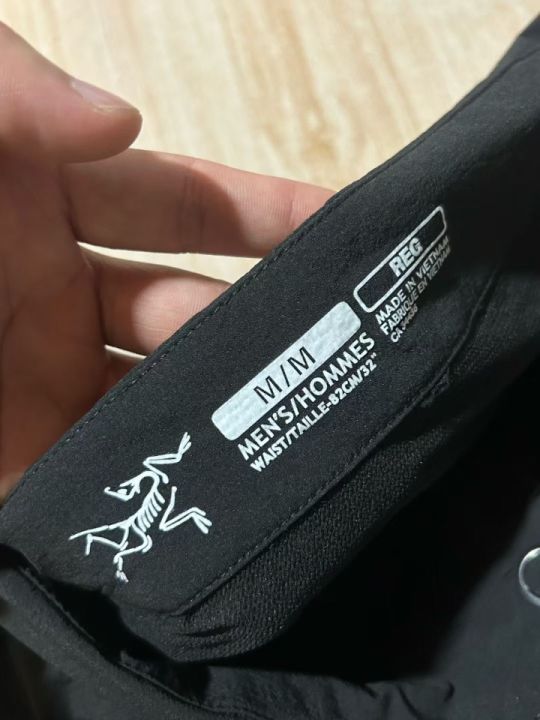 M/M
MEN'S/HOMMES
WAIST/TAILLE-82CM/32"
REG
MADE IN VIETNAM
FABRIQUÉ EN VIETNAM